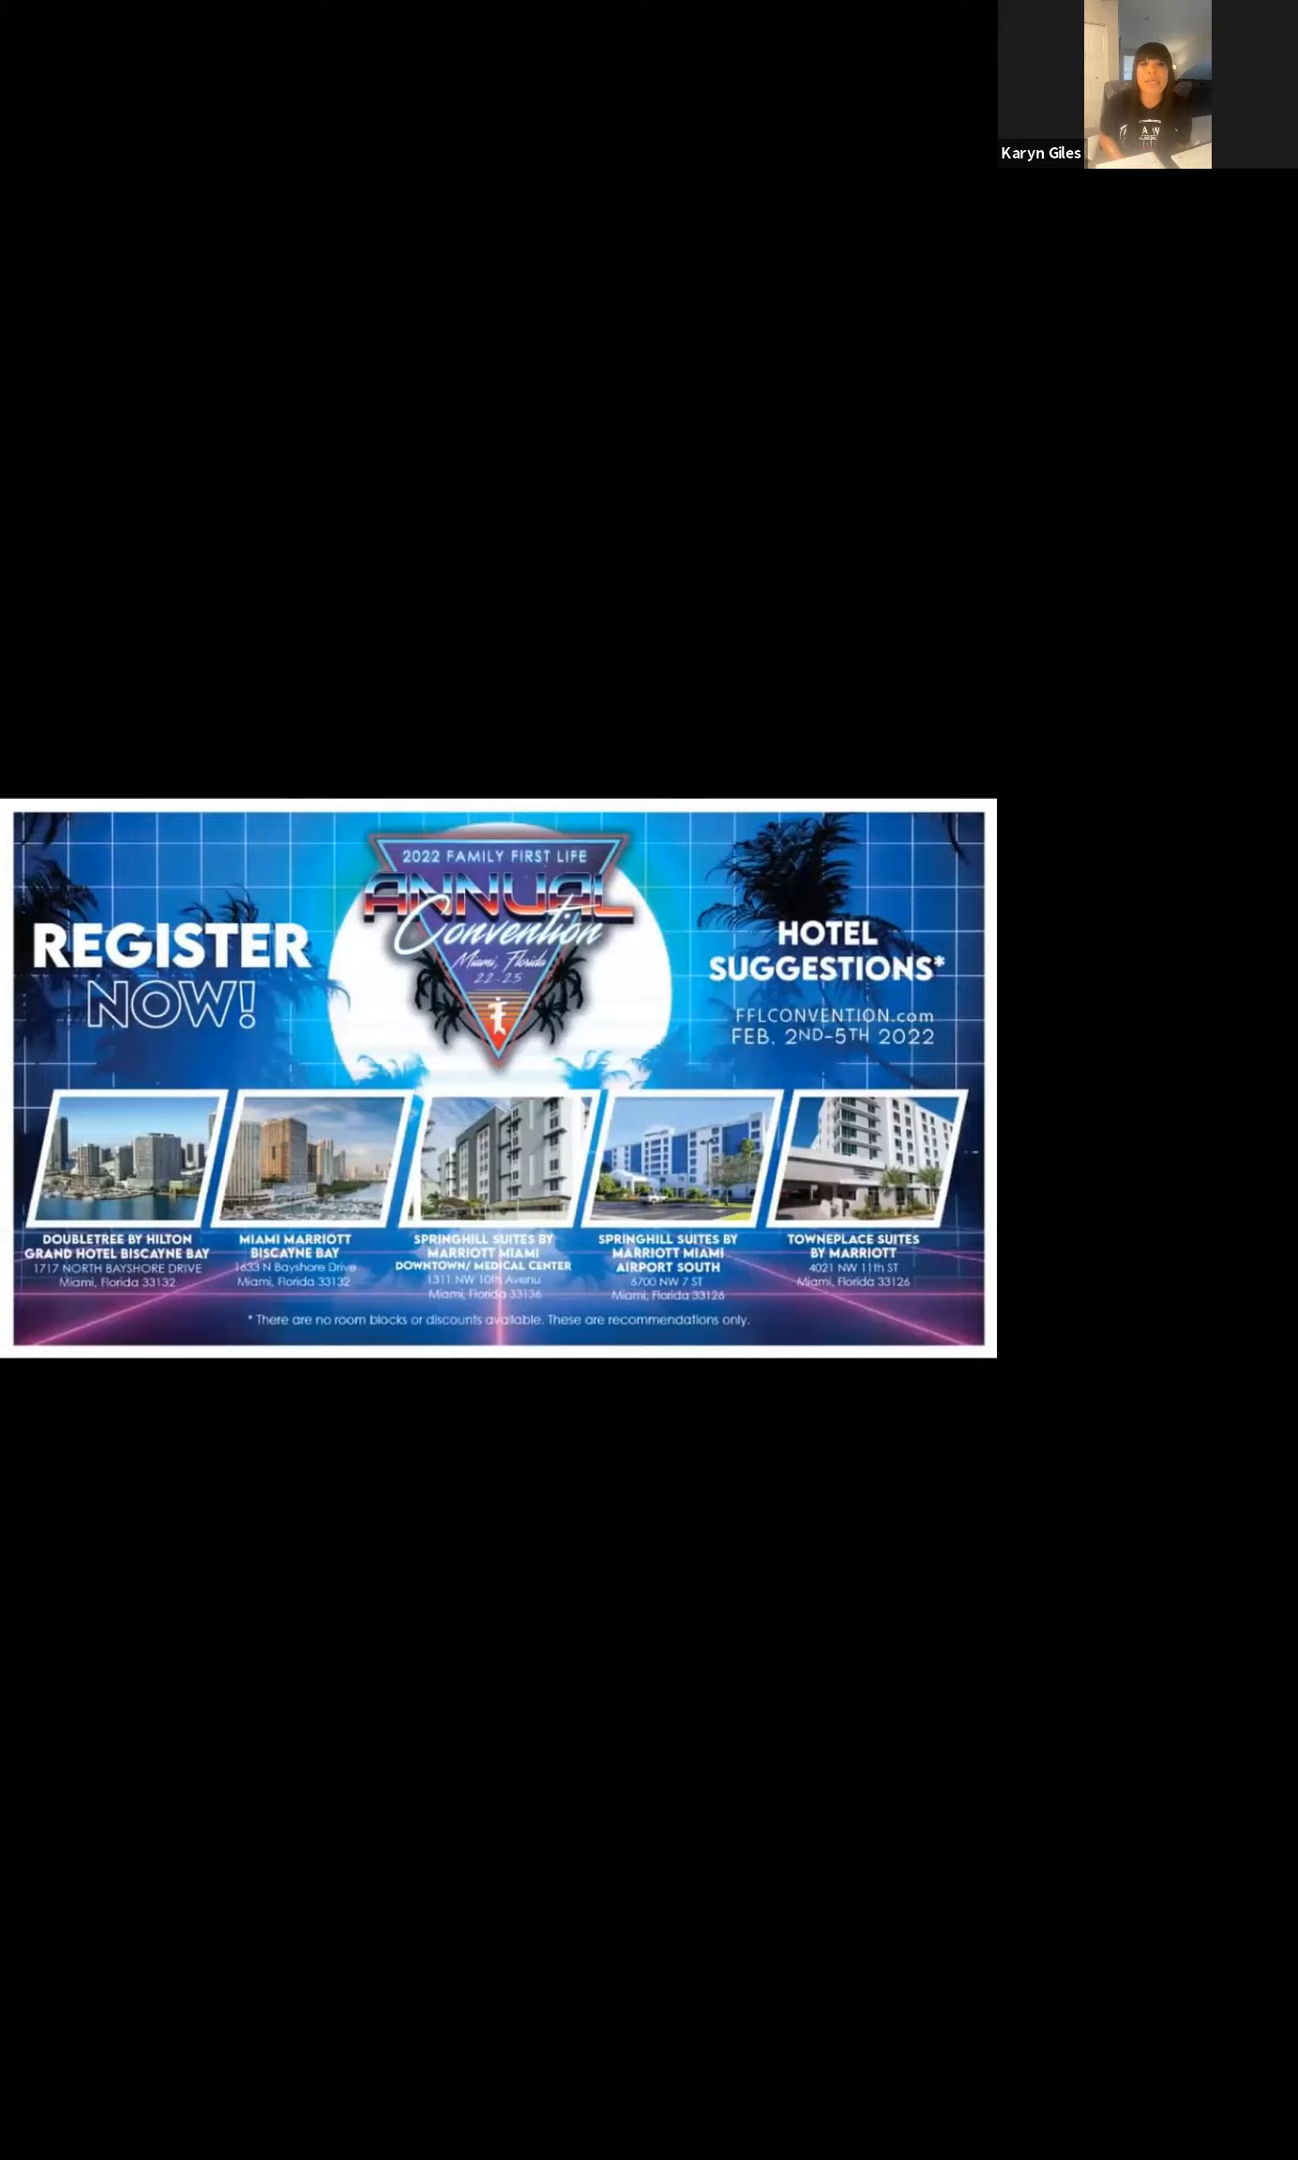 Karyn Giles
2022 FAMILY FIRST LIFE
ANNUAL
Convention
Miami, Florida
22-25
REGISTER
NOW!
HOTEL
SUGGESTIONS*
FFLCONVENTION.com
FEB. 2ND-5TH 2022
DOUBLETREE BY HILTON
GRAND HOTEL BISCAYNE BAY
1717 NORTH BAYSHORE DRIVE
Miami, Florida 33132
MIAMI MARRIOTT
BISCAYNE BAY
1633 N Bayshore Drive
Miami, Florida 33132
SPRINGHILL SUITES BY
MARRIOTT MIAMI
DOWNTOWN/ MEDICAL CENTER
1311 NW 10th Avenu
Miami, Florida 33136
SPRINGHILL SUITES BY
MARRIOTT MIAMI
AIRPORT SOUTH
6700 NW 7 ST
Miami, Florida 33126
TOWNEPLACE SUITES
BY MARRIOTT
4021 NW 11th ST
Miami, Florida 33126
* There are no room blocks or discounts available. These are recommendations only.